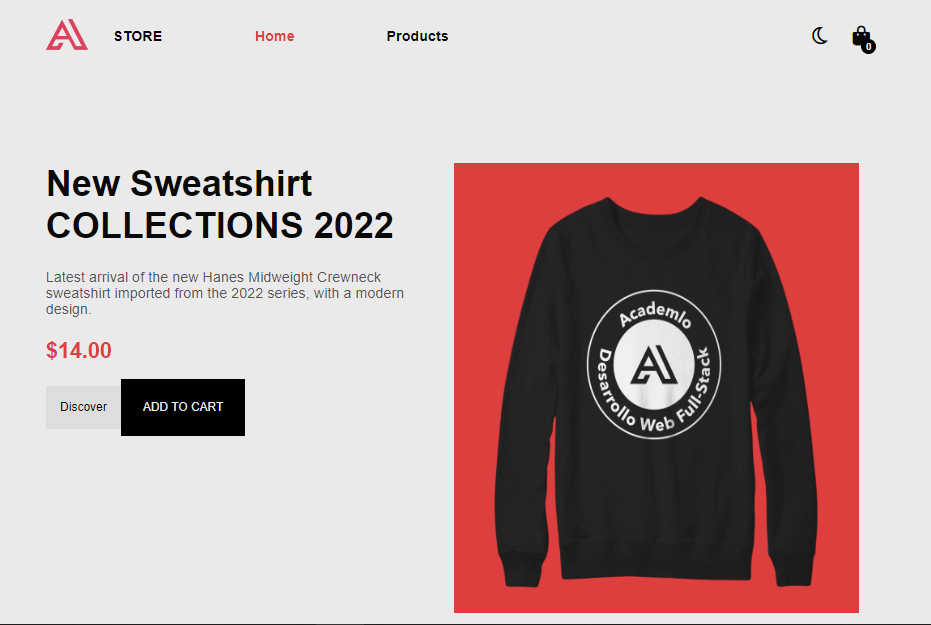 STORE
Home
Products
0
New Sweatshirt
COLLECTIONS 2022
Latest arrival of the new Hanes Midweight Crewneck
sweatshirt imported from the 2022 series, with a modern
design.
$14.00
Discover
ADD TO CART
Academlo
Desarrollo Web Full-Stack